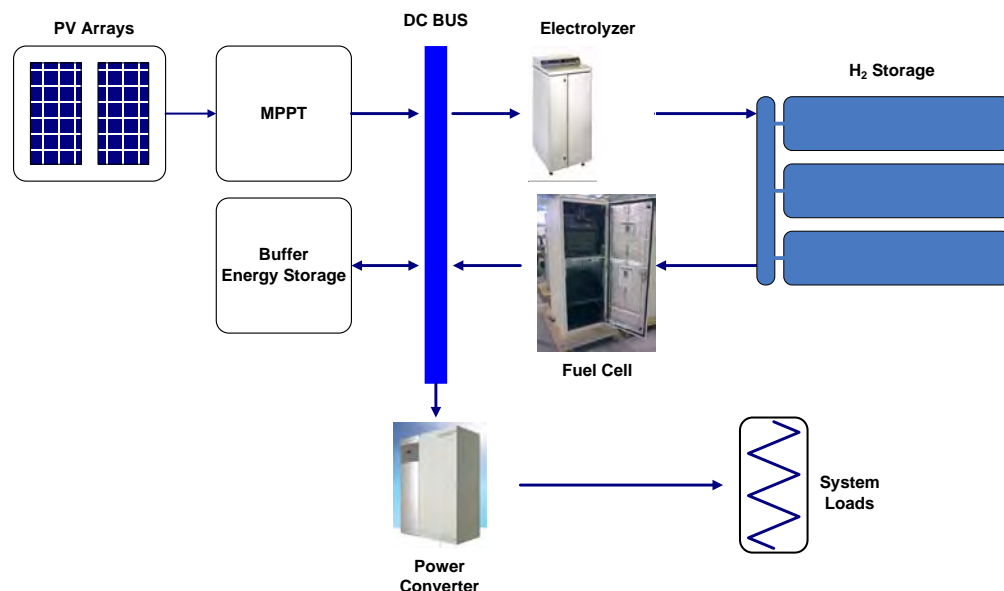 PV Arrays
DC BUS
Electrolyzer
H₂ Storage
MPPT
Buffer
Energy Storage
Fuel Cell
System
Loads
Power
Converter